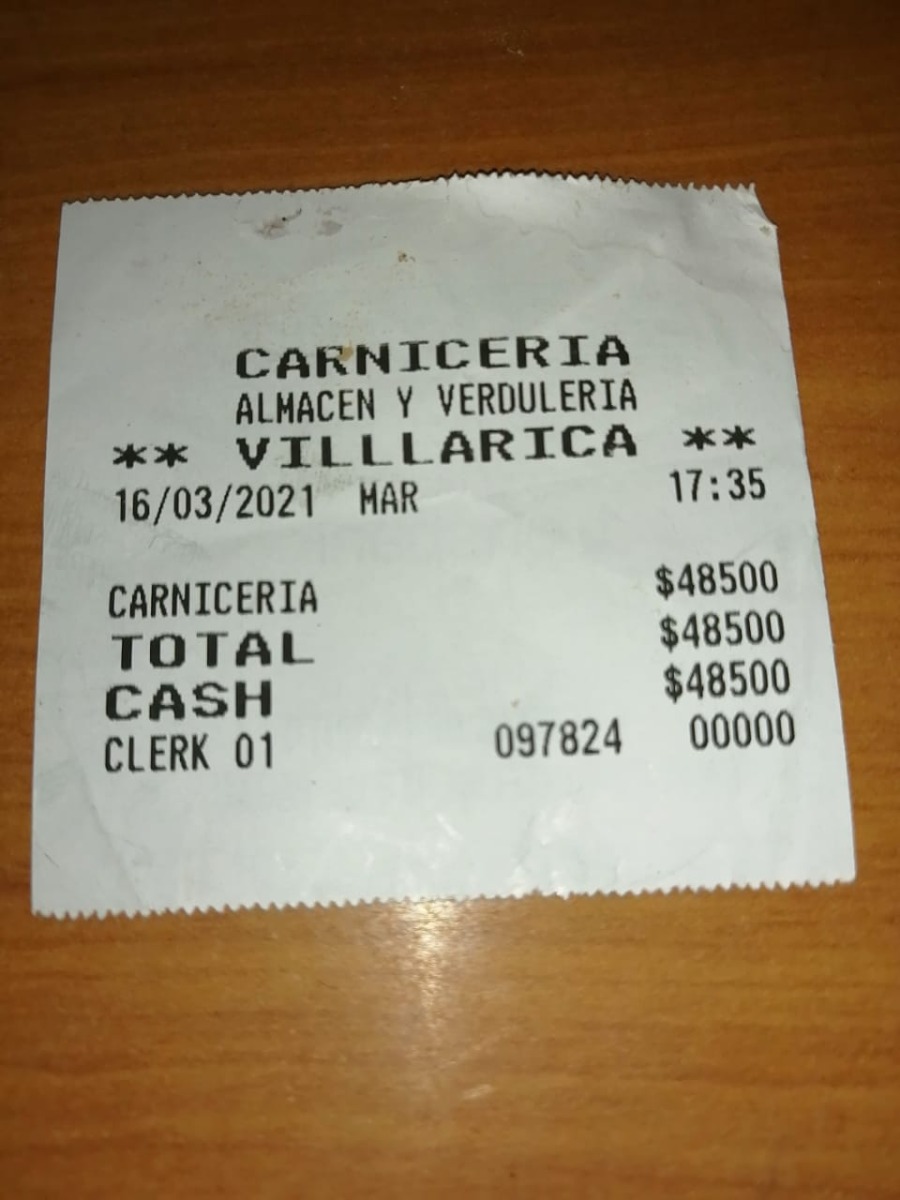 CARNICERIA
ALMACEN Y VERDULERIA
** VILLLARICA **
16/03/2021 MAR 17:35
CARNICERIA $48500
TOTAL $48500
CASH $48500
CLERK 01 097824 00000